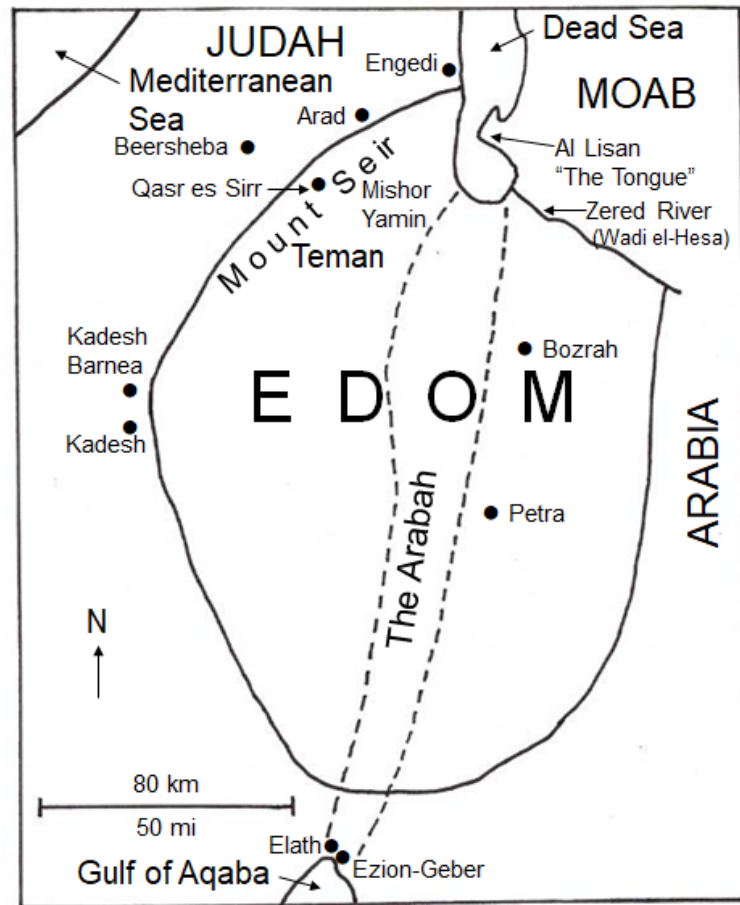 JUDAH
Dead Sea
Engedi
Mediterranean
Sea
MOAB
Arad
Beersheba
Al Lisan
“The Tongue”
Qasr es Sirr
Mount Seir
Mishor
Yamin
Zered River
(Wadi el-Hesa)
Teman
Kadesh
Barnea
Bozrah
EDOM
Kadesh
ARABIA
The Arabah
Petra
N
80 km
50 mi
Elath
Ezion-Geber
Gulf of Aqaba